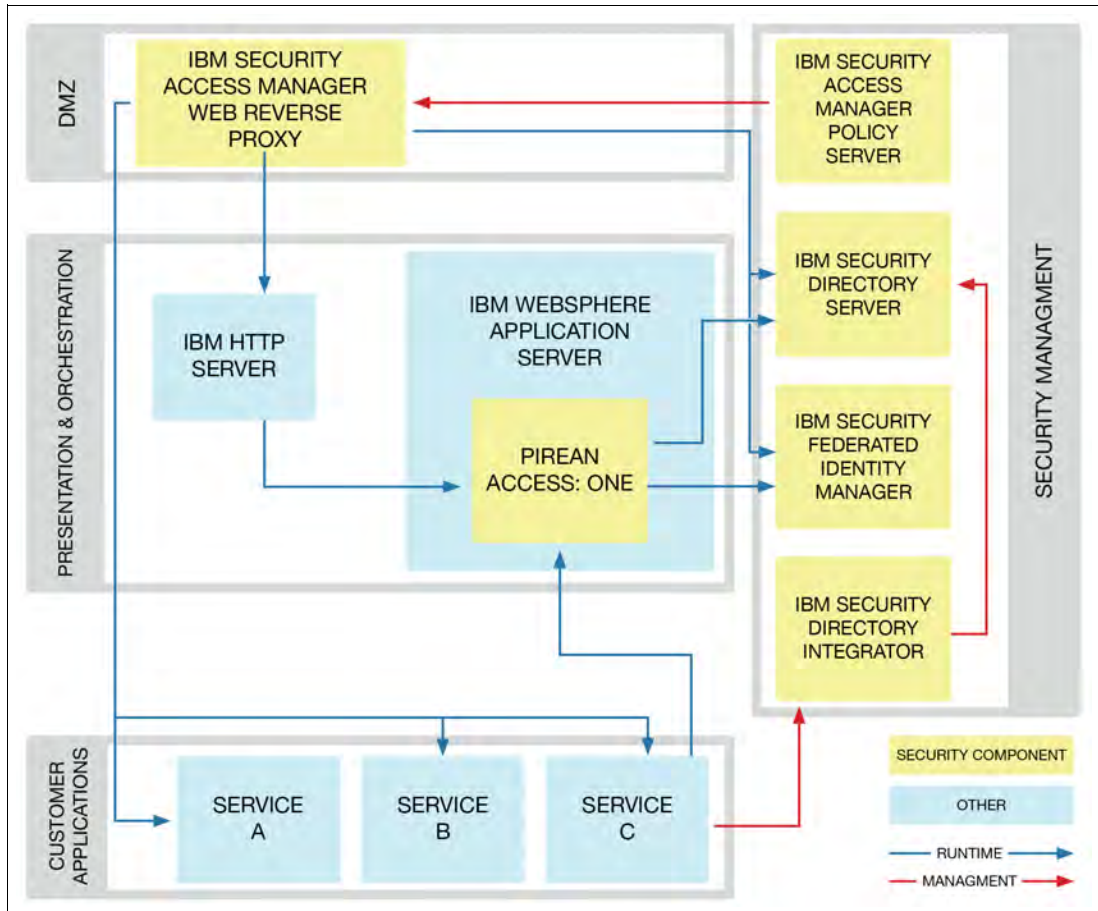 DMZ
IBM SECURITY
ACCESS MANAGER
WEB REVERSE
PROXY
IBM SECURITY
ACCESS
MANAGER
POLICY
SERVER
PRESENTATION & ORCHESTRATION
IBM HTTP
SERVER
IBM WEBSPHERE
APPLICATION
SERVER
PIREAN
ACCESS: ONE
IBM SECURITY
DIRECTORY
SERVER
IBM SECURITY
FEDERATED
IDENTITY
MANAGER
IBM SECURITY
DIRECTORY
INTEGRATOR
SECURITY MANAGMENT
CUSTOMER
APPLICATIONS
SERVICE
A
SERVICE
B
SERVICE
C
SECURITY COMPONENT
OTHER
RUNTIME
MANAGMENT